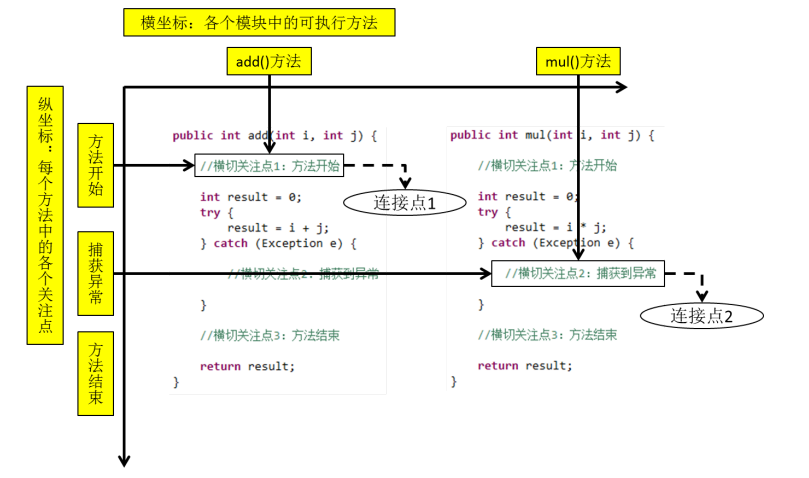 横坐标：各个模块中的可执行方法
add()方法
mul()方法
纵坐标：每个方法中的各个关注点
方法开始
捕获异常
方法结束
public int add(int i, int j) {
//横切关注点1：方法开始
int result = 0;
try {
result = i + j;
} catch (Exception e) {
//横切关注点2：捕获到异常
}
//横切关注点3：方法结束
return result;
}
连接点1
public int mul(int i, int j) {
//横切关注点1：方法开始
int result = 0;
try {
result = i * j;
} catch (Exception e) {
//横切关注点2：捕获到异常
}
//横切关注点3：方法结束
return result;
}
连接点2